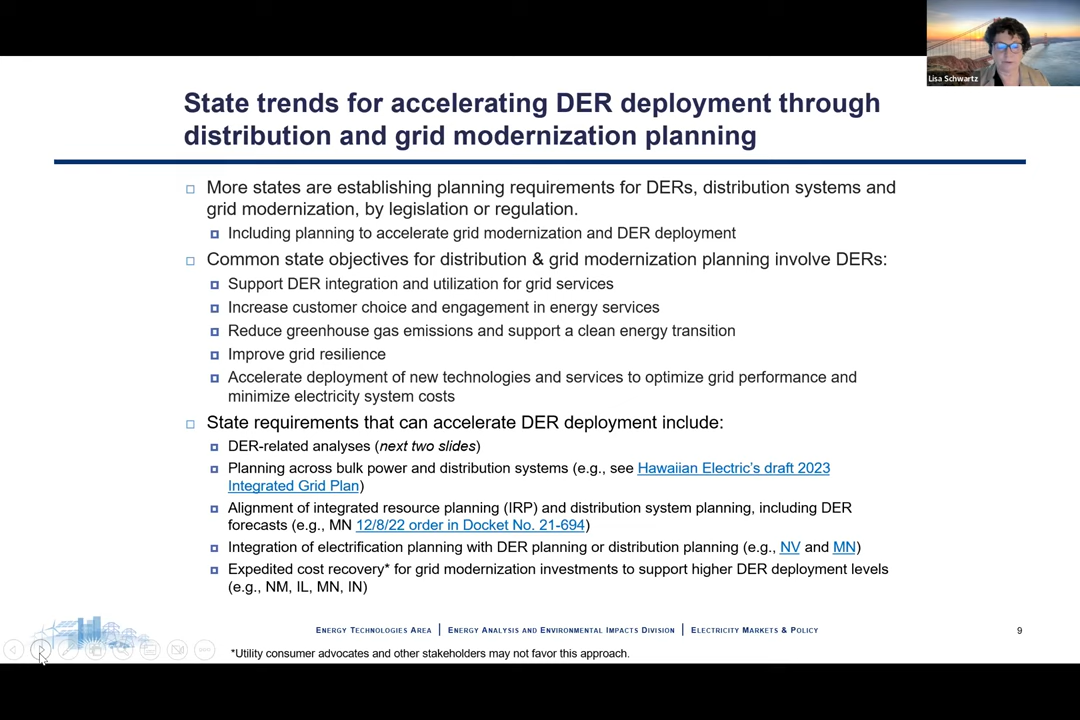 Lisa Schwartz
State trends for accelerating DER deployment through
distribution and grid modernization planning
More states are establishing planning requirements for DERs, distribution systems and
grid modernization, by legislation or regulation.
Including planning to accelerate grid modernization and DER deployment
Common state objectives for distribution & grid modernization planning involve DERs:
Support DER integration and utilization for grid services
Increase customer choice and engagement in energy services
Reduce greenhouse gas emissions and support a clean energy transition
Improve grid resilience
Accelerate deployment of new technologies and services to optimize grid performance and
minimize electricity system costs
State requirements that can accelerate DER deployment include:
DER-related analyses (next two slides)
Planning across bulk power and distribution systems (e.g., see Hawaiian Electric's draft 2023
Integrated Grid Plan)
Alignment of integrated resource planning (IRP) and distribution system planning, including DER
forecasts (e.g., MN 12/8/22 order in Docket No. 21-694)
Integration of electrification planning with DER planning or distribution planning (e.g., NV and MN)
Expedited cost recovery* for grid modernization investments to support higher DER deployment levels
(e.g., NM, IL, MN, IN)
Energy Technologies Area | Energy Analysis and Environmental Impacts Division | Electricity Markets & Policy
9
*Utility consumer advocates and other stakeholders may not favor this approach.